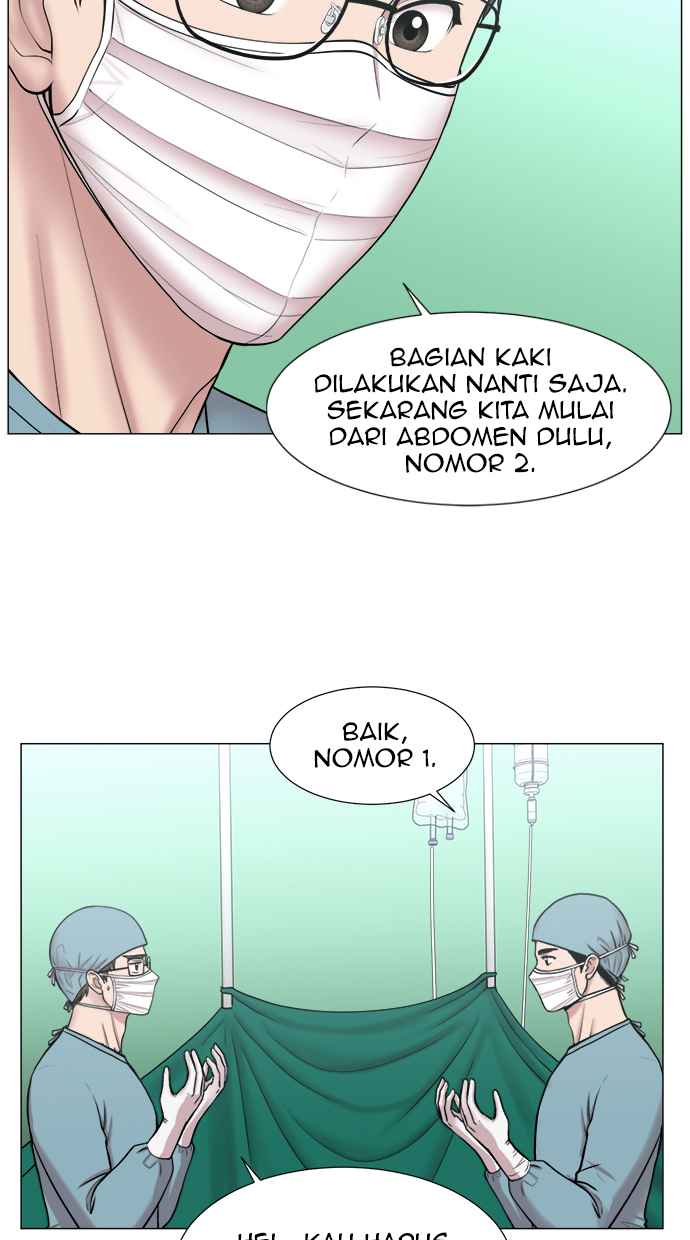 BAGIAN KAKI
DILAKUKAN NANTI SAJA.
SEKARANG KITA MULAI
DARI ABDOMEN DULU,
NOMOR 2.
BAIK,
NOMOR 1.